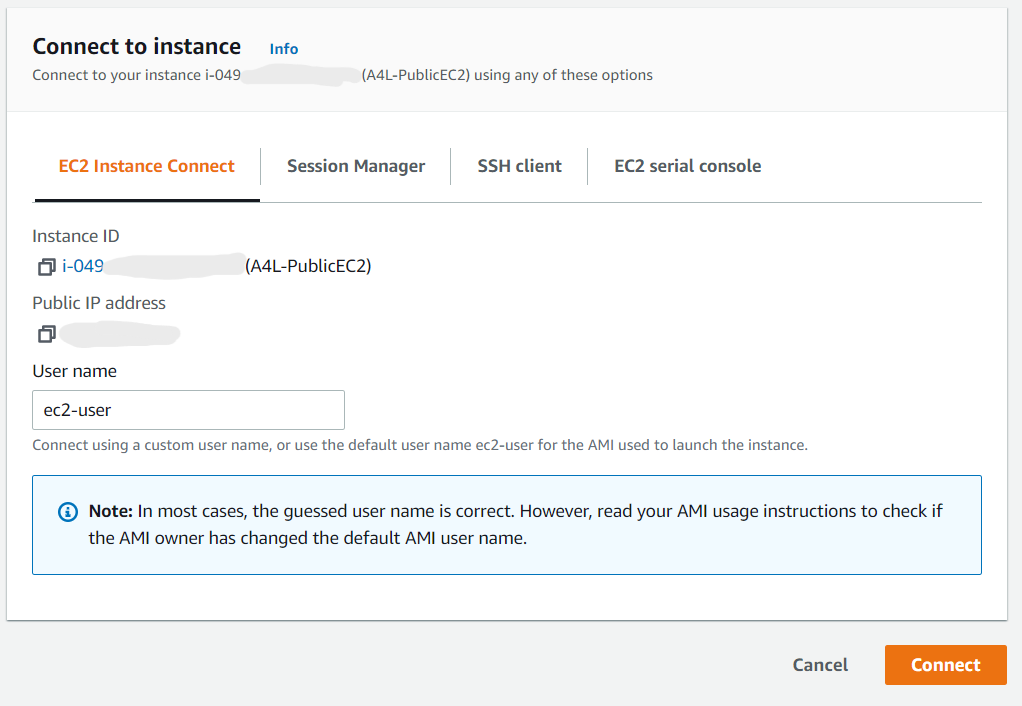 Connect to instance Info
Connect to your instance i-049 (A4L-PublicEC2) using any of these options
EC2 Instance Connect Session Manager SSH client EC2 serial console
Instance ID
i-049 (A4L-PublicEC2)
Public IP address
User name
ec2-user
Connect using a custom user name, or use the default user name ec2-user for the AMI used to launch the instance.
Note: In most cases, the guessed user name is correct. However, read your AMI usage instructions to check if
the AMI owner has changed the default AMI user name.
Cancel Connect